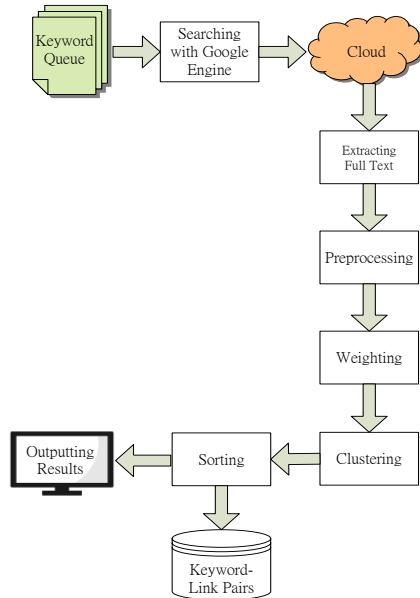 Keyword
Queue
Searching
with Google
Engine
Cloud
Extracting
Full Text
Preprocessing
Weighting
Clustering
Sorting
Outputting
Results
Keyword-
Link Pairs